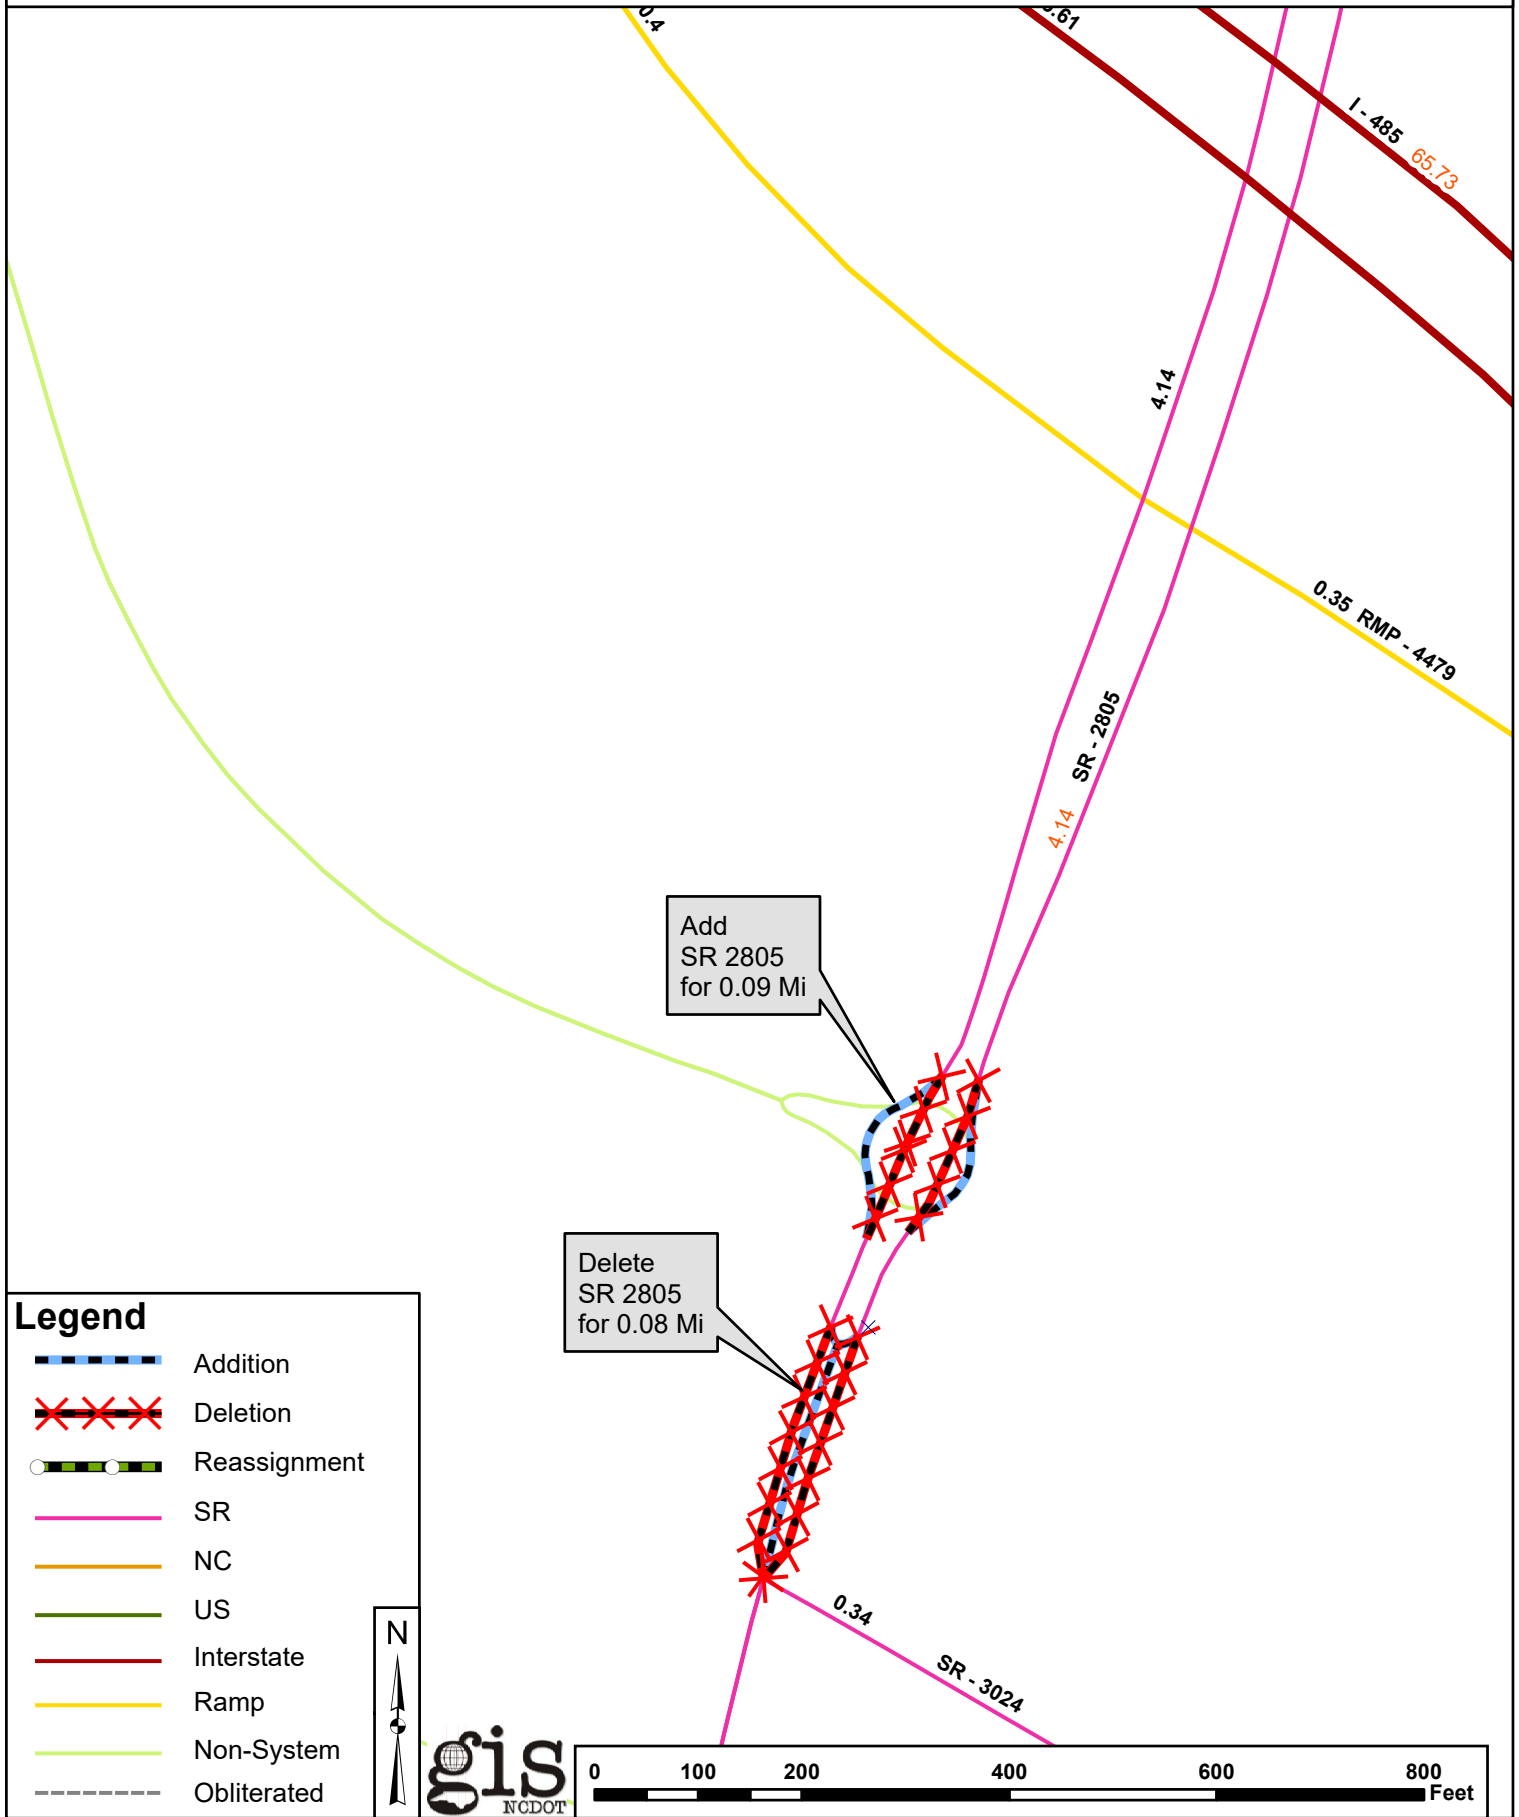 0.4
I - 485
65.73
4.14
0.35 RMP - 4479
SR - 2805
4.14
Add
SR 2805
for 0.09 Mi
Delete
SR 2805
for 0.08 Mi
Legend
Addition
Deletion
Reassignment
SR
NC
US
Interstate
Ramp
Non-System
Obliterated
N
0.34
SR - 3024
gis
NCDOT
0 100 200 400 600 800
Feet